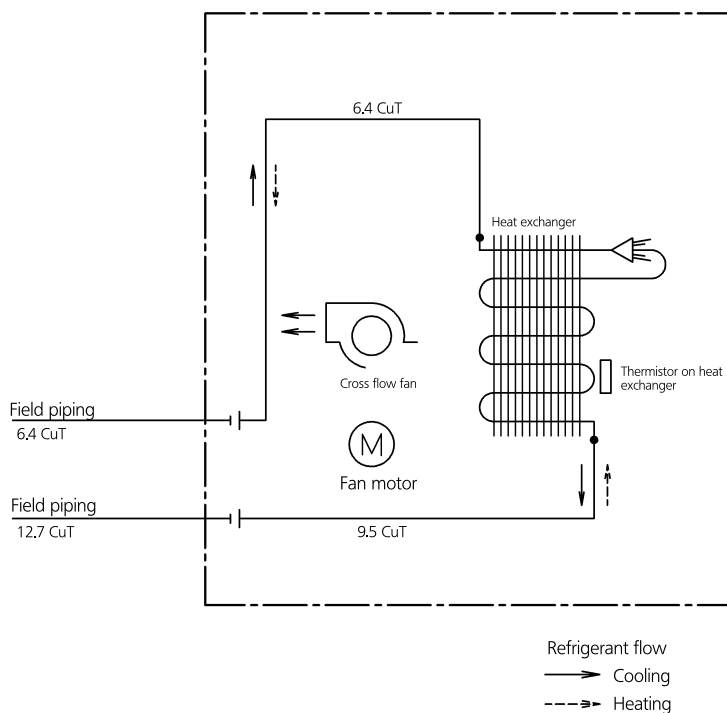 6.4 CuT
Heat exchanger
Cross flow fan
Thermistor on heat
exchanger
Field piping
6.4 CuT
M
Fan motor
Field piping
12.7 CuT
9.5 CuT
Refrigerant flow
Cooling
Heating